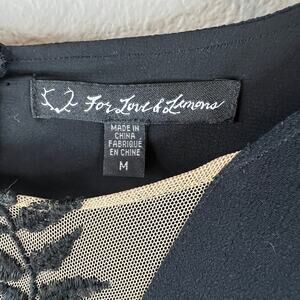 For Love & Lemons
MADE IN
CHINA
FABRIQUÉ
EN CHINE
M